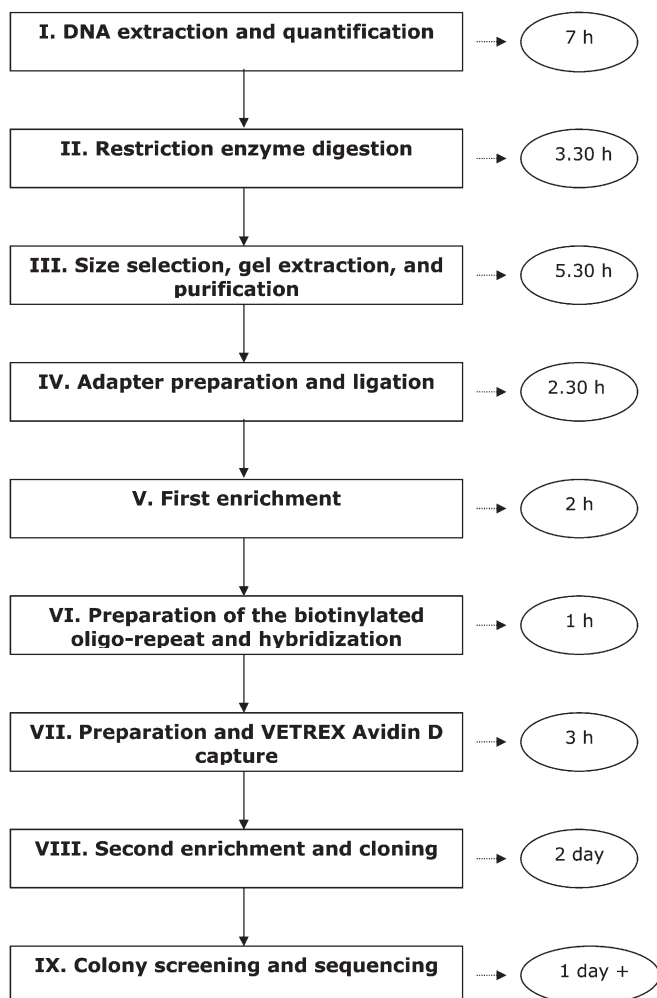 I. DNA extraction and quantification
7 h
II. Restriction enzyme digestion
3.30 h
III. Size selection, gel extraction, and
purification
5.30 h
IV. Adapter preparation and ligation
2.30 h
V. First enrichment
2 h
VI. Preparation of the biotinylated
oligo-repeat and hybridization
1 h
VII. Preparation and VETREX Avidin D
capture
3 h
VIII. Second enrichment and cloning
2 day
IX. Colony screening and sequencing
1 day +